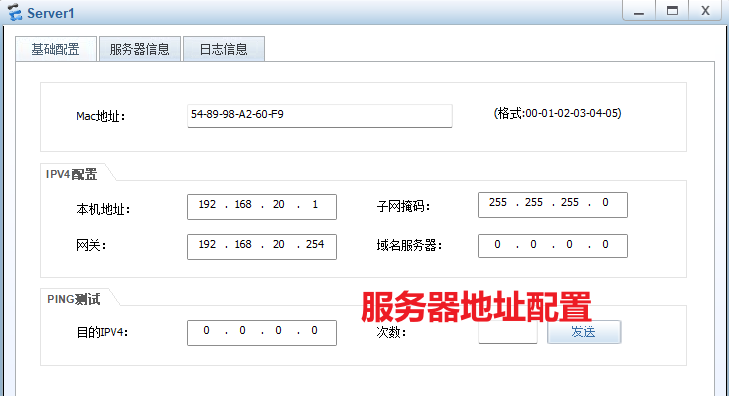 Server1
基础配置 服务器信息 日志信息
Mac地址: 54-89-98-A2-60-F9 (格式:00-01-02-03-04-05)
IPV4配置
本机地址: 192 . 168 . 20 . 1 子网掩码: 255 . 255 . 255 . 0
网关: 192 . 168 . 20 . 254 域名服务器: 0 . 0 . 0 . 0
PING测试
服务器地址配置
目的IPV4: 0 . 0 . 0 . 0 次数: 发送